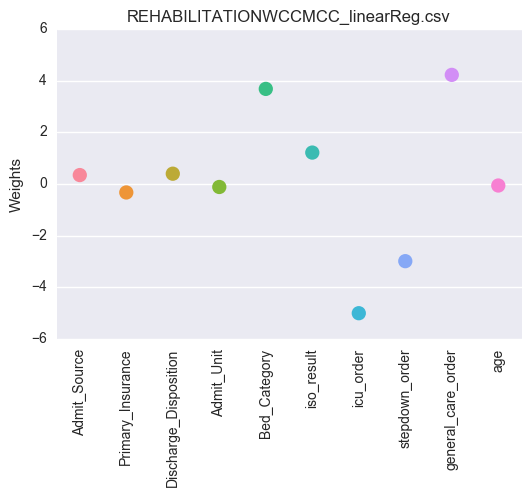 REHABILITATIONWCCMCC_linearReg.csv
6
4
2
0
−2
−4
−6
Weights
Admit_Source
Primary_Insurance
Discharge_Disposition
Admit_Unit
Bed_Category
iso_result
icu_order
stepdown_order
general_care_order
age